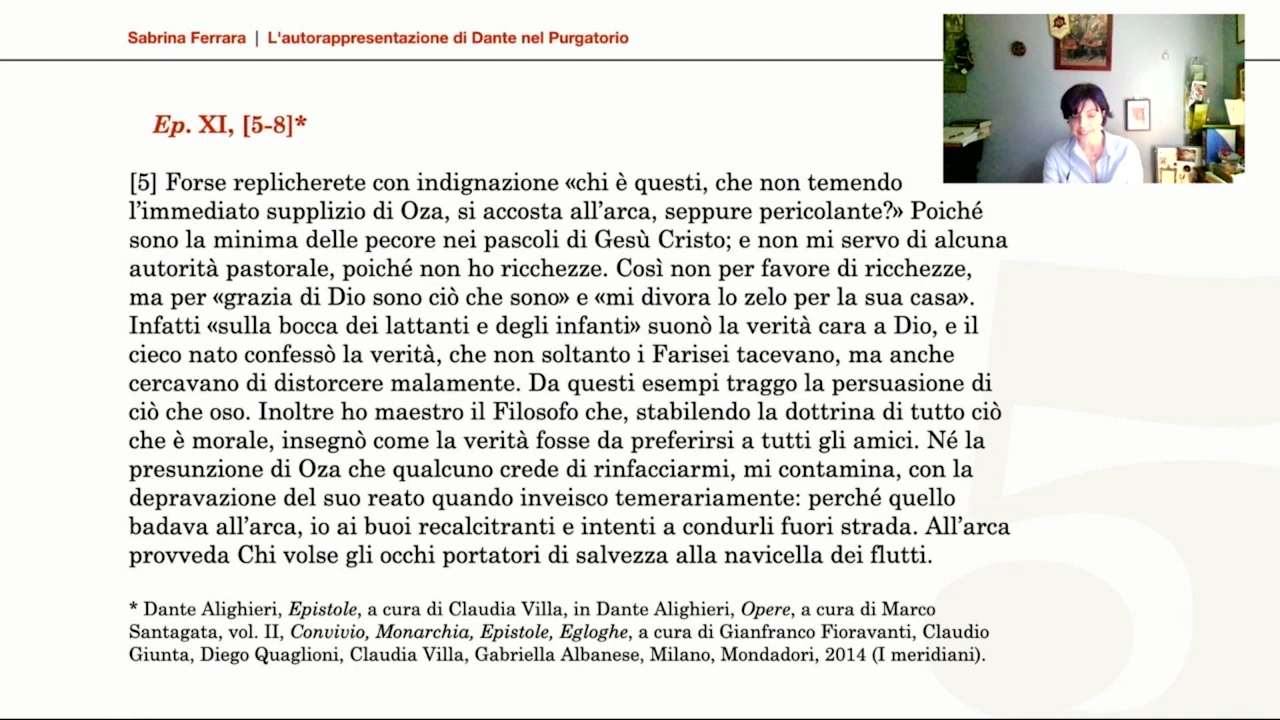 Sabrina Ferrara | L'autorappresentazione di Dante nel Purgatorio
Ep. XI, [5-8]*
[5] Forse replicherete con indignazione «chi è questi, che non temendo
l’immediato supplizio di Oza, si accosta all’arca, seppure pericolante?» Poiché
sono la minima delle pecore nei pascoli di Gesù Cristo; e non mi servo di alcuna
autorità pastorale, poiché non ho ricchezze. Così non per favore di ricchezze,
ma per «grazia di Dio sono ciò che sono» e «mi divora lo zelo per la sua casa».
Infatti «sulla bocca dei lattanti e degli infanti» suonò la verità cara a Dio, e il
cieco nato confessò la verità, che non soltanto i Farisei tacevano, ma anche
cercavano di distorcere malamente. Da questi esempi traggo la persuasione di
ciò che oso. Inoltre ho maestro il Filosofo che, stabilendo la dottrina di tutto ciò
che è morale, insegnò come la verità fosse da preferirsi a tutti gli amici. Né la
presunzione di Oza che qualcuno crede di rinfacciarmi, mi contamina, con la
depravazione del suo reato quando inveisco temerariamente: perché quello
badava all’arca, io ai buoi recalcitranti e intenti a condurli fuori strada. All’arca
provveda Chi volse gli occhi portatori di salvezza alla navicella dei flutti.
* Dante Alighieri, Epistole, a cura di Claudia Villa, in Dante Alighieri, Opere, a cura di Marco
Santagata, vol. II, Convivio, Monarchia, Epistole, Egloghe, a cura di Gianfranco Fioravanti, Claudio
Giunta, Diego Quaglioni, Claudia Villa, Gabriella Albanese, Milano, Mondadori, 2014 (I meridiani).
5